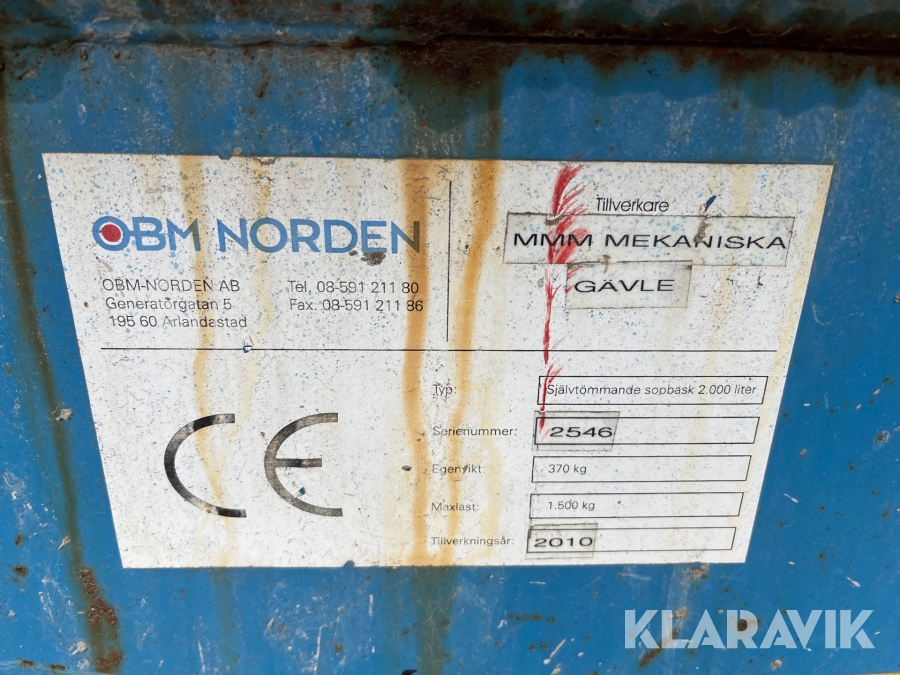 OBM NORDEN
OBM-NORDEN AB
Generatorgatan 5
195 60 Arlandastad
Tel. 08-591 211 80
Fax. 08-591 211 86
Tillverkare
MMM MEKANISKA
GÄVLE
CE
Typ: Självtömmande sopbask 2.000 liter
Serienummer: 2546
Egenvikt: 370 kg
Maxlast: 1.500 kg
Tillverkningsår: 2010
KLARAVIK